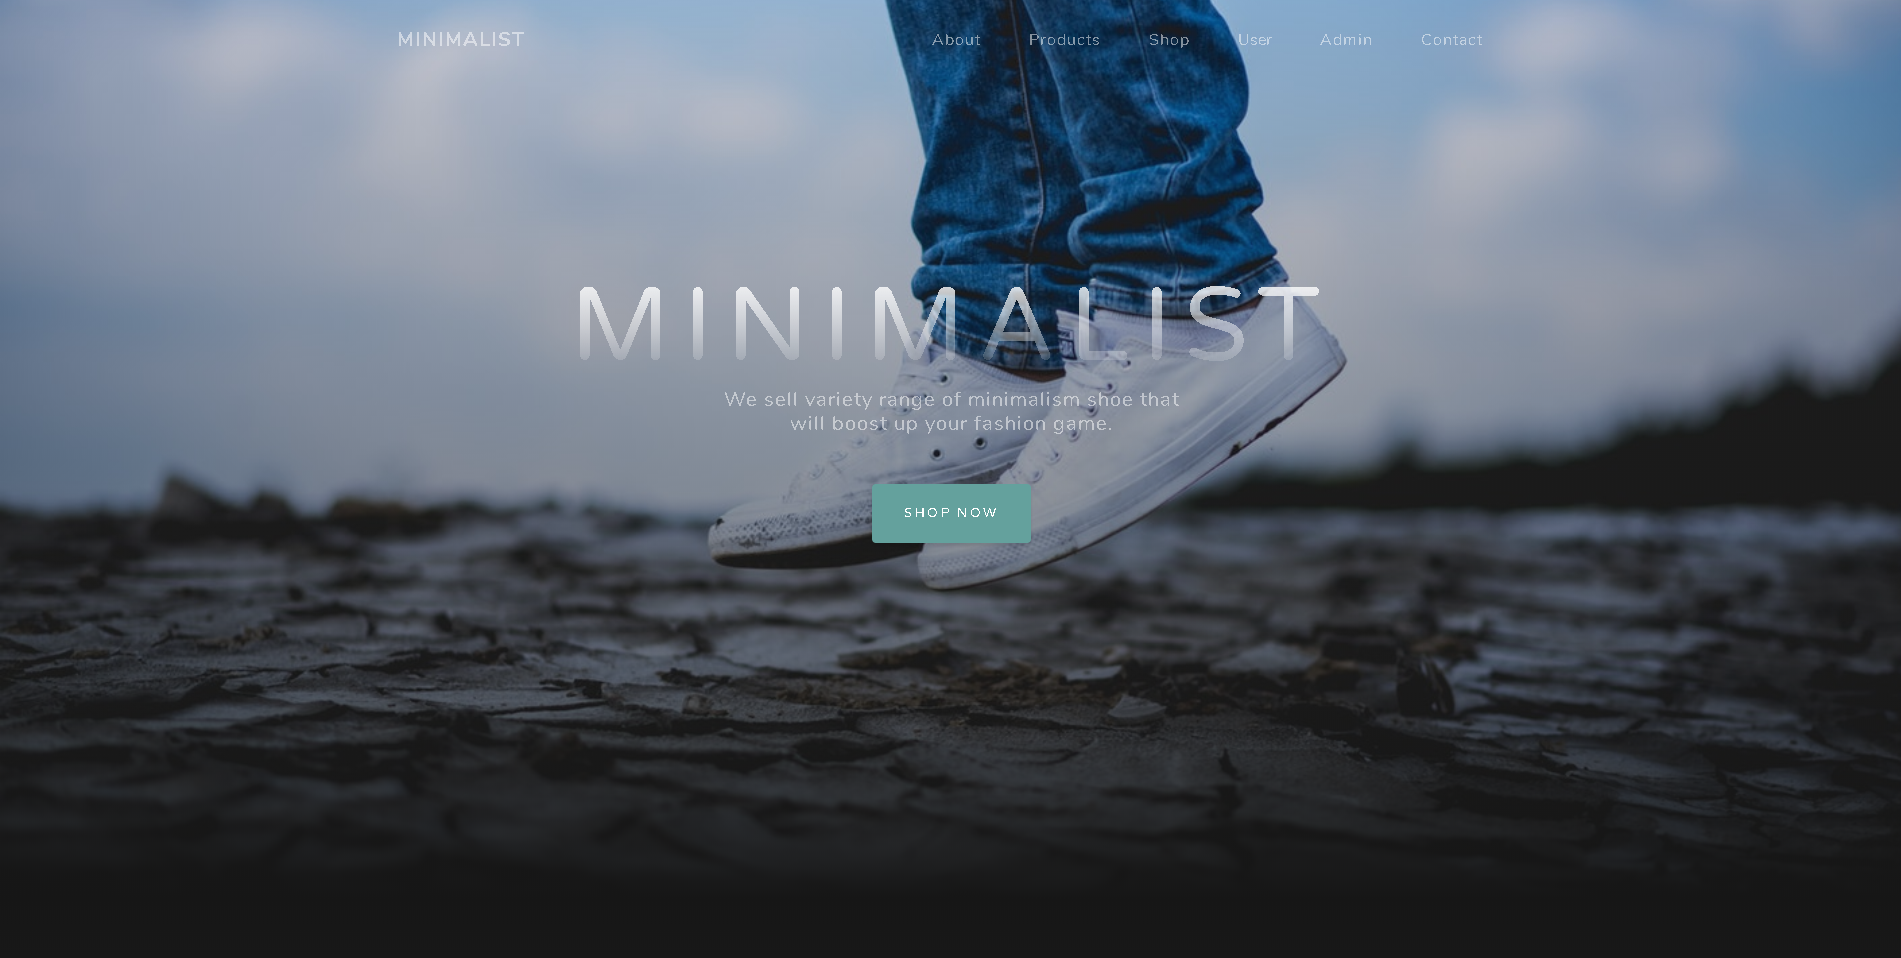 MINIMALIST
About Products Shop User Admin Contact
MINIMALIST
We sell variety range of minimalism shoe that
will boost up your fashion game.
SHOP NOW